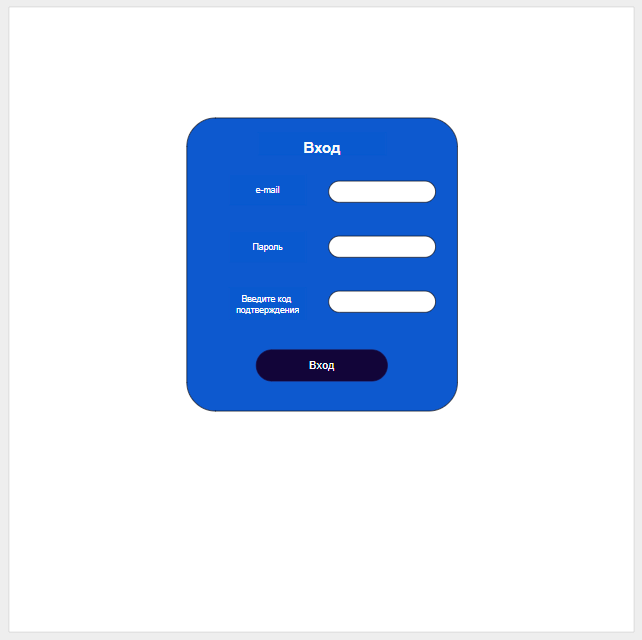 Вход
e-mail
Пароль
Введите код
подтверждения
Вход